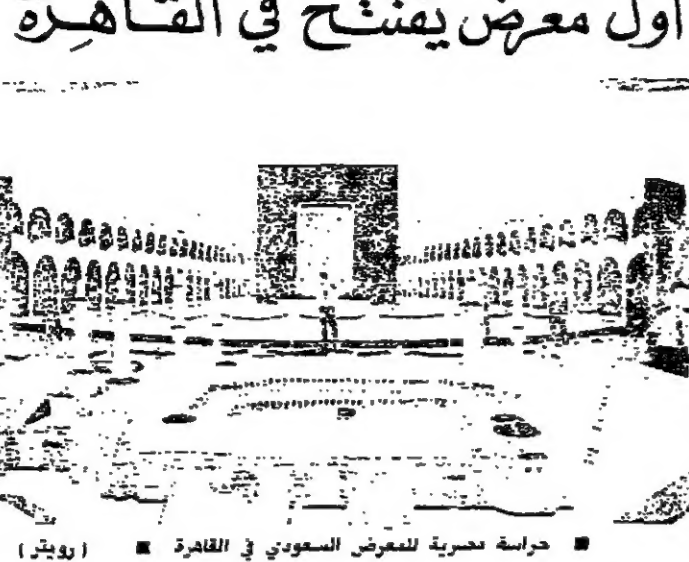 أول معرض يفتتح في القاهرة
■ حراسة مصرية للمعرض السعودي في القاهرة ■ (رويتر)